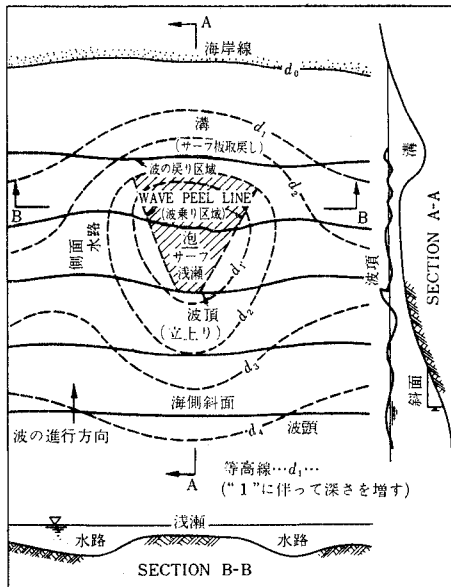 A
海岸線
d₀
溝
d₁
(サーフ板取戻し)
波の戻り区域
d₂
B
WAVE PEEL LINE
B
(波乗り区域)
側面
水路
泡
サーフ
浅瀬
d₁
波頂
(立上り)
d₂
d₃
海側斜面
波の進行方向
d₄
波頭
A
等高線…d₁…
("1"に伴って深さを増す)
浅瀬
水路
水路
SECTION B-B
溝
波頂
斜面
SECTION A-A